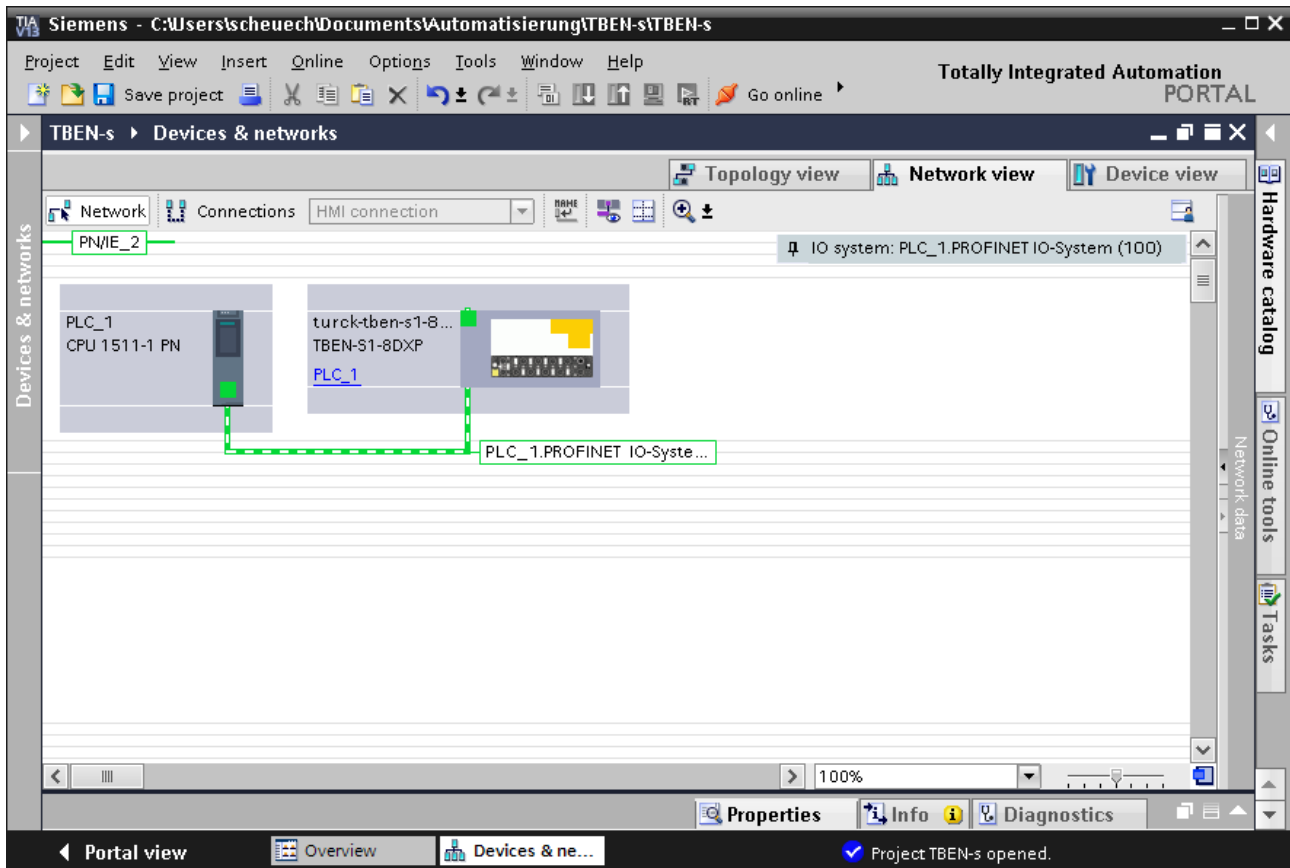 TIA V13 Siemens - C:\Users\scheuech\Documents\Automatisierung\TBEN-s\TBEN-s
Project Edit View Insert Online Options Tools Window Help
Totally Integrated Automation
PORTAL
Save project RT Go online
TBEN-s Devices & networks
Topology view Network view Device view
Network Connections HMI connection NAME
PN/IE_2
IO system: PLC_1.PROFINET IO-System (100)
PLC_1
CPU 1511-1 PN
turck-tben-s1-8...
TBEN-S1-8DXP
PLC_1
PLC_1.PROFINET IO-Syste...
Devices & networks
Network data
Hardware catalog
Online tools
Tasks
100%
Properties Info Diagnostics
Portal view Overview Devices & ne... Project TBEN-s opened.